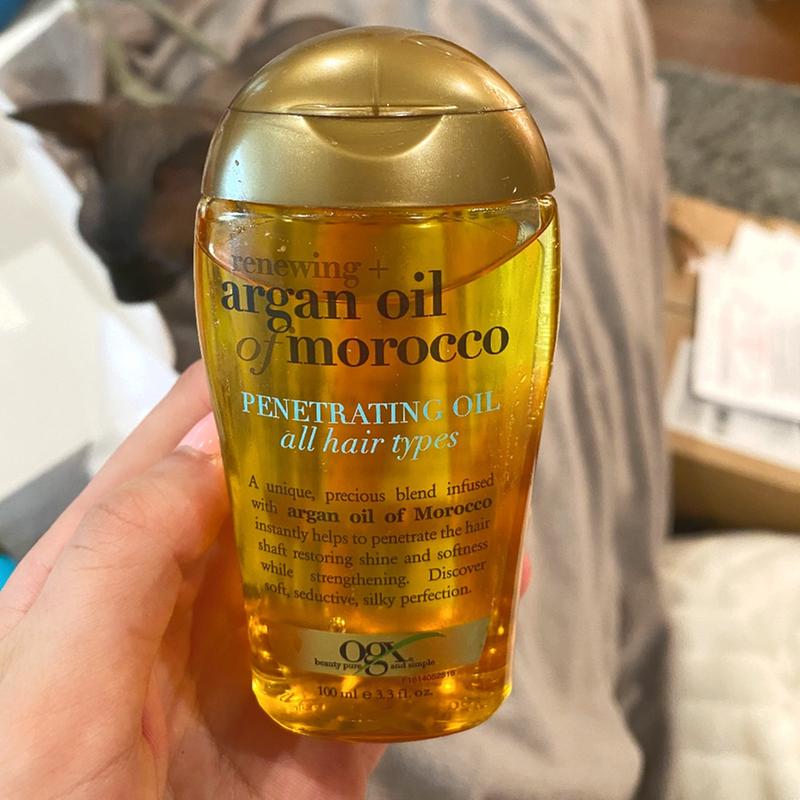 renewing +
argan oil
of morocco
PENETRATING OIL
all hair types
A unique, precious blend infused
with argan oil of Morocco
instantly helps to penetrate the hair
shaft restoring shine and softness
while strengthening. Discover
soft, seductive, silky perfection.
ogx
beauty pure and simple
F1614052819
100 ml e 3.3 fl. oz.